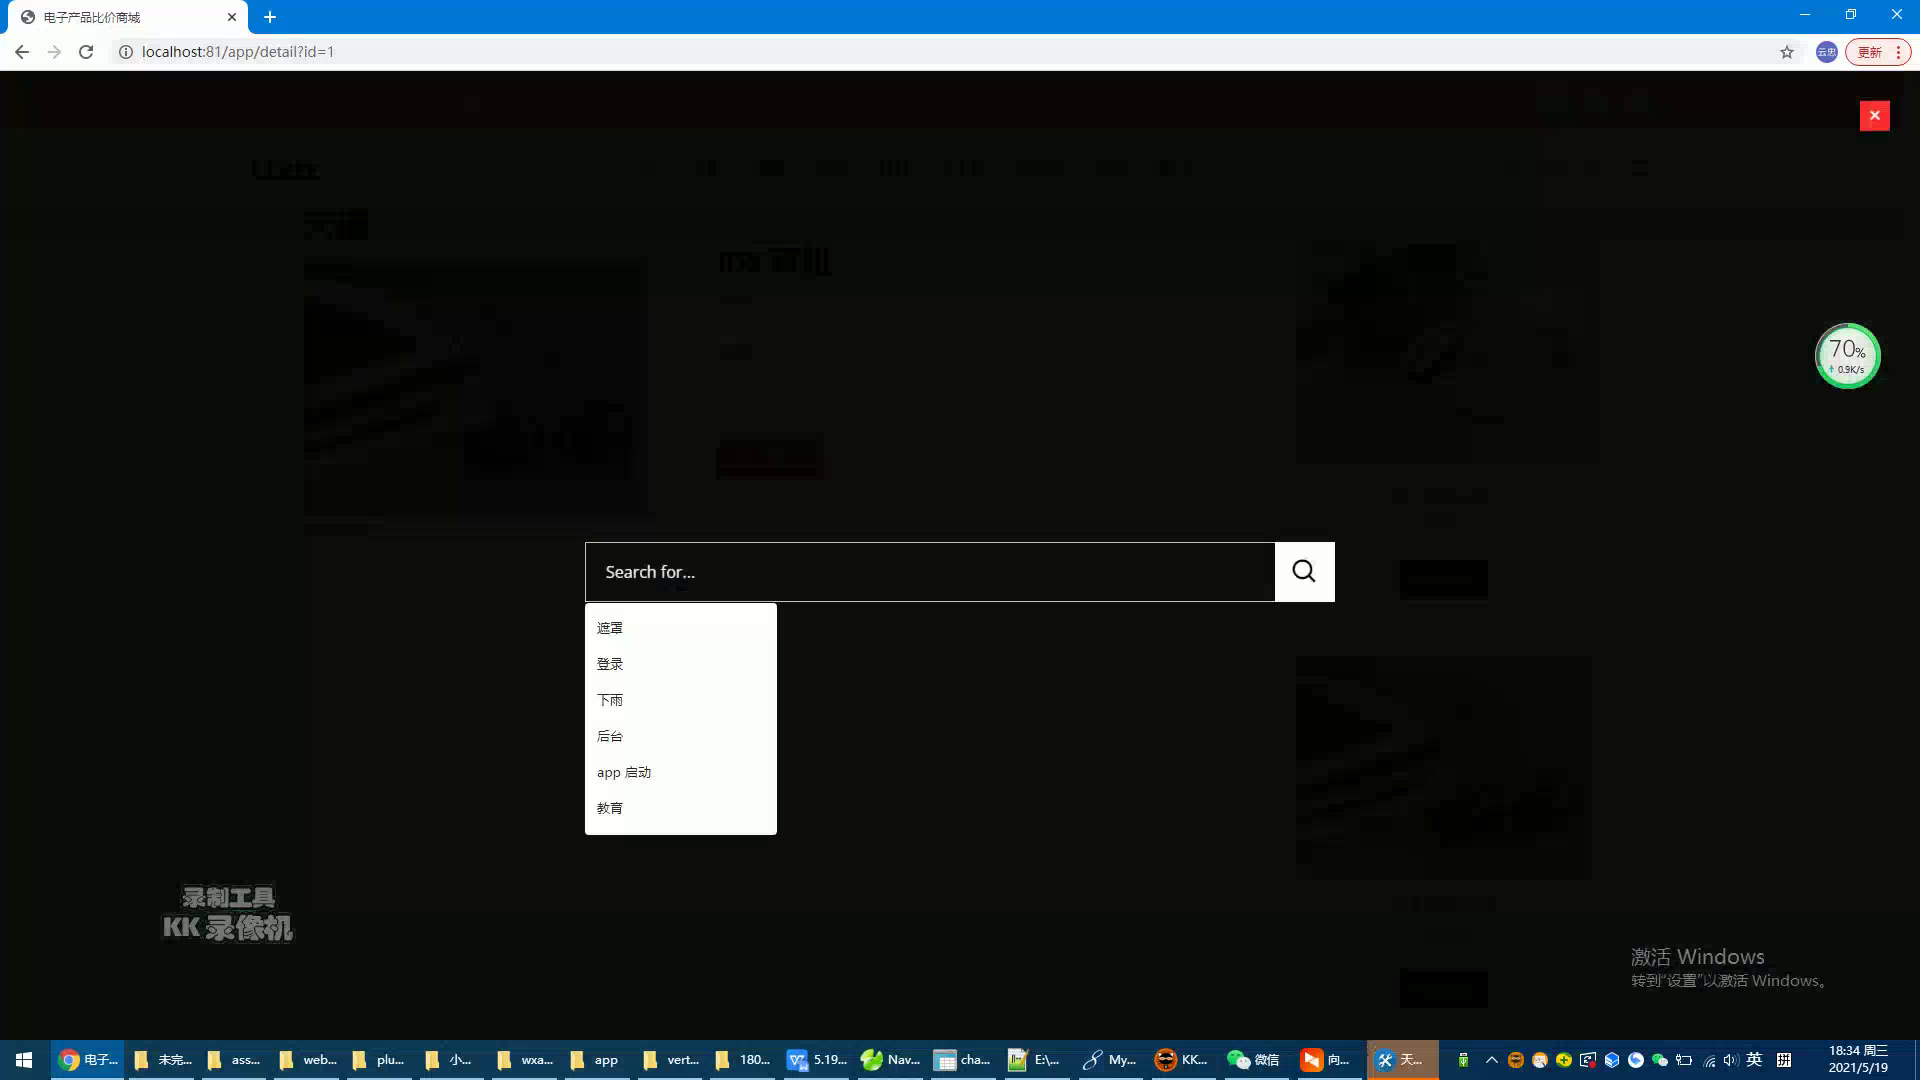 电子产品比价商城
localhost:81/app/detail?id=1
云忠
更新
70%
0.9K/s
Search for...
遮罩
登录
下雨
后台
app 启动
教育
录制工具
KK 录像机
激活 Windows
转到"设置"以激活 Windows。
电子... 未完... ass... web... plu... 小... wxa... app vert... 180... 5.19... Nav... cha... E:\... My... KK... 微信 向... 天... 英 拼
18:34 周三
2021/5/19